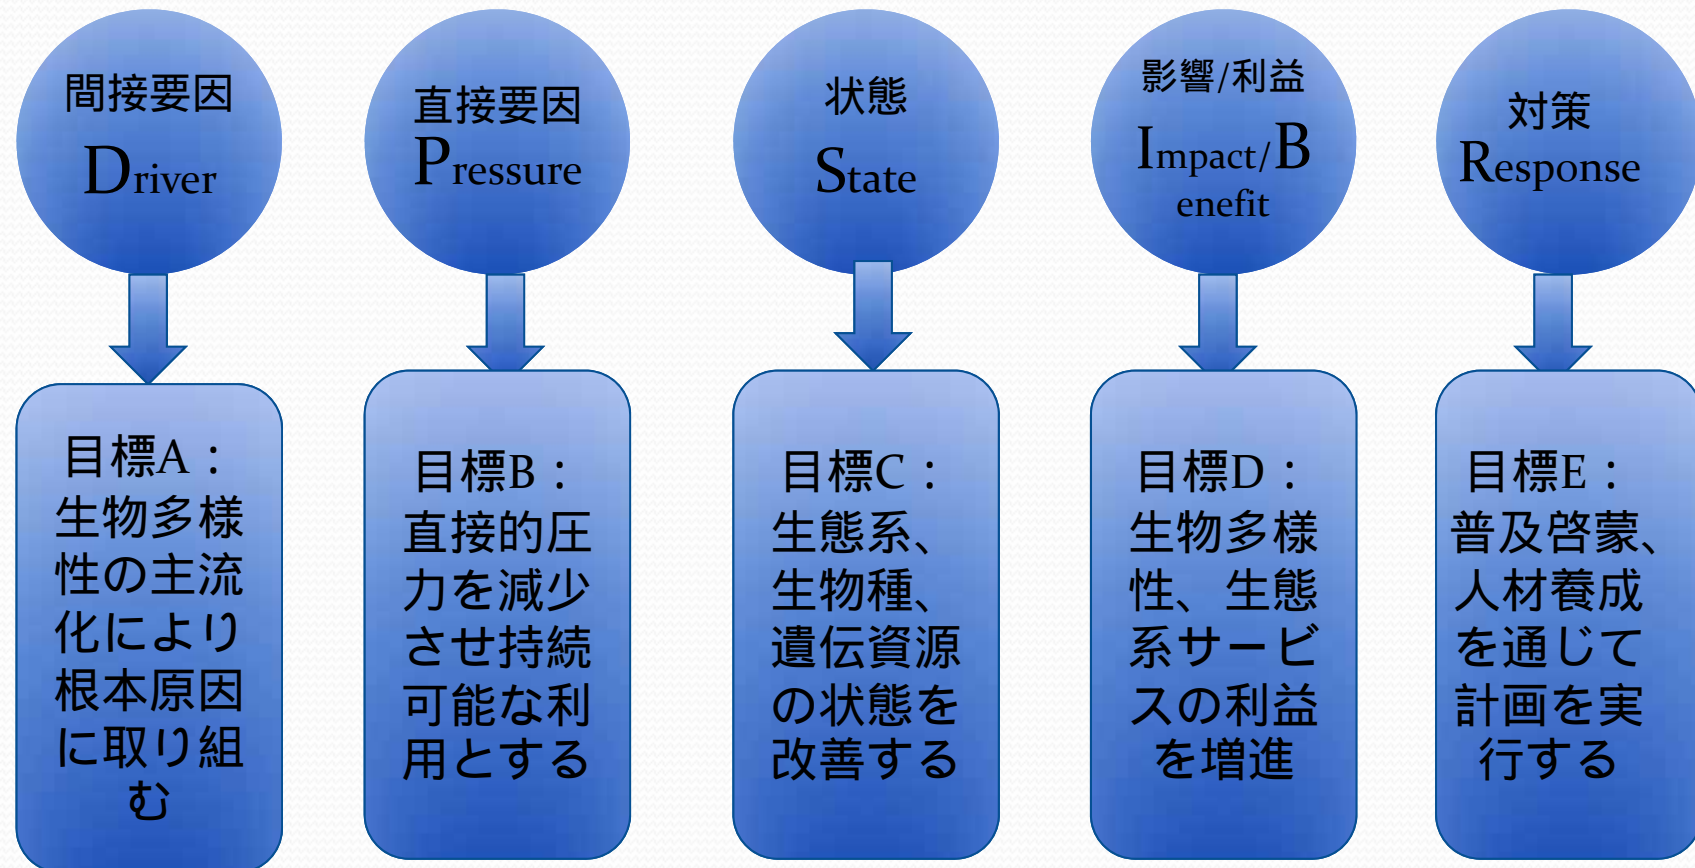 間接要因
Driver
直接要因
Pressure
状態
State
影響/利益
Impact/B
enefit
対策
Response
目標A：
生物多様
性の主流
化により
根本原因
に取り組
む
目標B：
直接的圧
力を減少
させ持続
可能な利
用とする
目標C：
生態系、
生物種、
遺伝資源
の状態を
改善する
目標D：
生物多様
性、生態
系サービ
スの利益
を増進
目標E：
普及啓蒙、
人材養成
を通じて
計画を実
行する